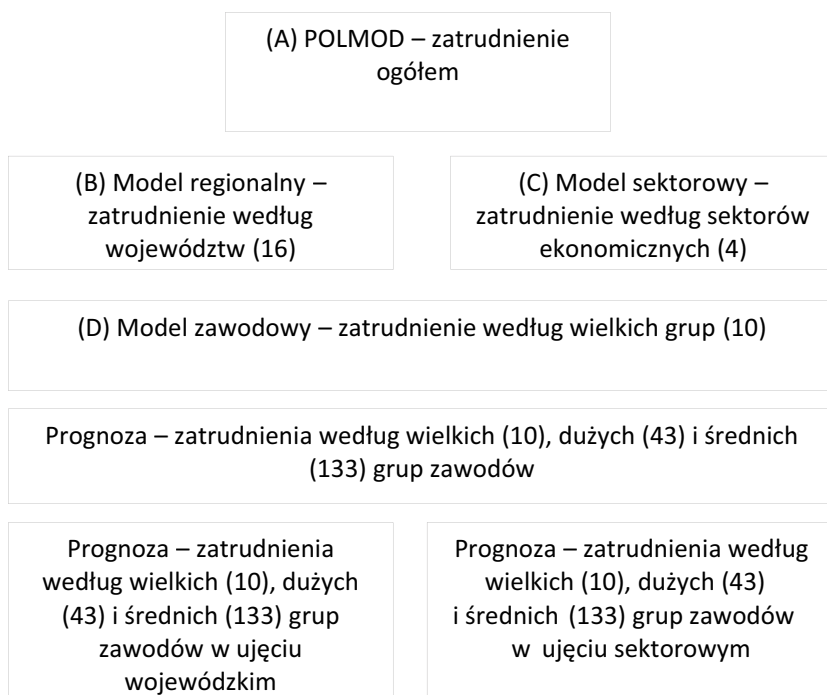 (A) POLMOD – zatrudnienie
ogółem
(B) Model regionalny –
zatrudnienie według
województw (16)
(C) Model sektorowy –
zatrudnienie według sektorów
ekonomicznych (4)
(D) Model zawodowy – zatrudnienie według wielkich grup (10)
Prognoza – zatrudnienia według wielkich (10), dużych (43) i średnich
(133) grup zawodów
Prognoza – zatrudnienia
według wielkich (10), dużych
(43) i średnich (133) grup
zawodów w ujęciu
wojewódzkim
Prognoza – zatrudnienia według
wielkich (10), dużych (43)
i średnich (133) grup zawodów
w ujęciu sektorowym